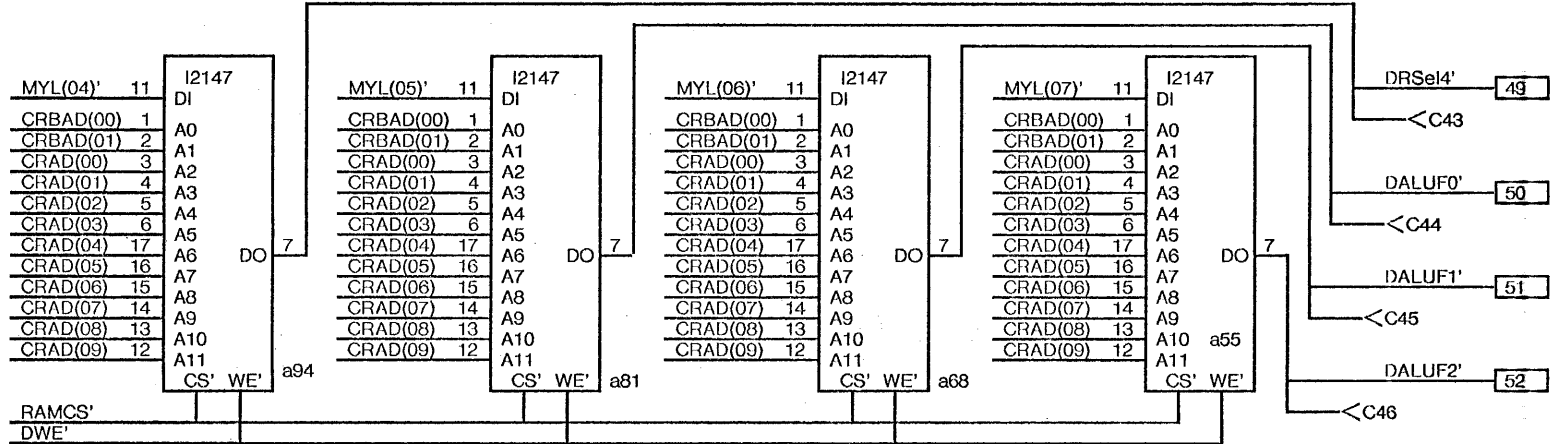 I2147 I2147 I2147 I2147
MYL(04)' 11 DI MYL(05)' 11 DI MYL(06)' 11 DI MYL(07)' 11 DI DRSel4' 49
CRBAD(00) 1 A0 CRBAD(00) 1 A0 CRBAD(00) 1 A0 CRBAD(00) 1 A0 C43
CRBAD(01) 2 A1 CRBAD(01) 2 A1 CRBAD(01) 2 A1 CRBAD(01) 2 A1
CRAD(00) 3 A2 CRAD(00) 3 A2 CRAD(00) 3 A2 CRAD(00) 3 A2
CRAD(01) 4 A3 CRAD(01) 4 A3 CRAD(01) 4 A3 CRAD(01) 4 A3 DALUF0' 50
CRAD(02) 5 A4 CRAD(02) 5 A4 CRAD(02) 5 A4 CRAD(02) 5 A4
CRAD(03) 6 A5 CRAD(03) 6 A5 CRAD(03) 6 A5 CRAD(03) 6 A5 C44
CRAD(04) 17 A6 DO 7 CRAD(04) 17 A6 DO 7 CRAD(04) 17 A6 DO 7 CRAD(04) 17 A6 DO 7
CRAD(05) 16 A7 CRAD(05) 16 A7 CRAD(05) 16 A7 CRAD(05) 16 A7
CRAD(06) 15 A8 CRAD(06) 15 A8 CRAD(06) 15 A8 CRAD(06) 15 A8 DALUF1' 51
CRAD(07) 14 A9 CRAD(07) 14 A9 CRAD(07) 14 A9 CRAD(07) 14 A9 C45
CRAD(08) 13 A10 CRAD(08) 13 A10 CRAD(08) 13 A10 CRAD(08) 13 A10 a55
CRAD(09) 12 A11 CRAD(09) 12 A11 CRAD(09) 12 A11 CRAD(09) 12 A11
CS' WE' a94 CS' WE' a81 CS' WE' a68 CS' WE' DALUF2' 52
RAMCS' C46
DWE'